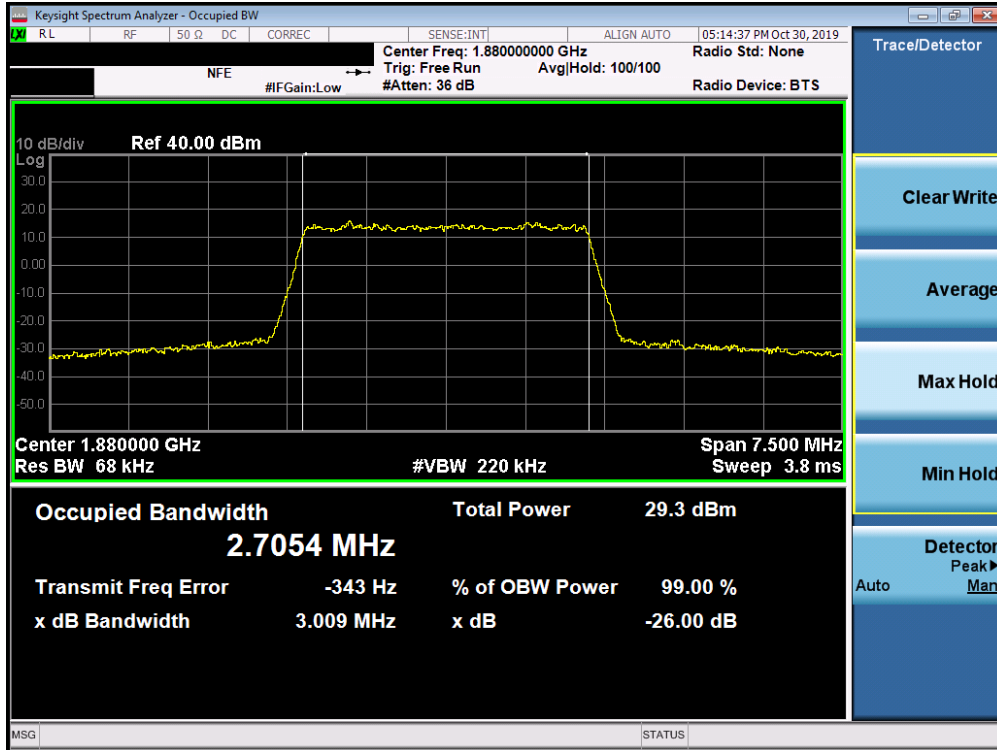 Keysight Spectrum Analyzer - Occupied BW
LXI RL RF 50 Ω DC CORREC SENSE:INT ALIGN AUTO 05:14:37 PM Oct 30, 2019
Center Freq: 1.880000000 GHz Radio Std: None
NFE Trig: Free Run Avg|Hold: 100/100
#IFGain:Low #Atten: 36 dB Radio Device: BTS
10 dB/div Ref 40.00 dBm
Log
30.0
20.0
10.0
0.00
-10.0
-20.0
-30.0
-40.0
-50.0
Center 1.880000 GHz Span 7.500 MHz
Res BW 68 kHz #VBW 220 kHz Sweep 3.8 ms
Occupied Bandwidth Total Power 29.3 dBm
2.7054 MHz
Transmit Freq Error -343 Hz % of OBW Power 99.00 %
x dB Bandwidth 3.009 MHz x dB -26.00 dB
MSG STATUS
Trace/Detector
Clear Write
Average
Max Hold
Min Hold
Detector
Peak▶
Auto Man